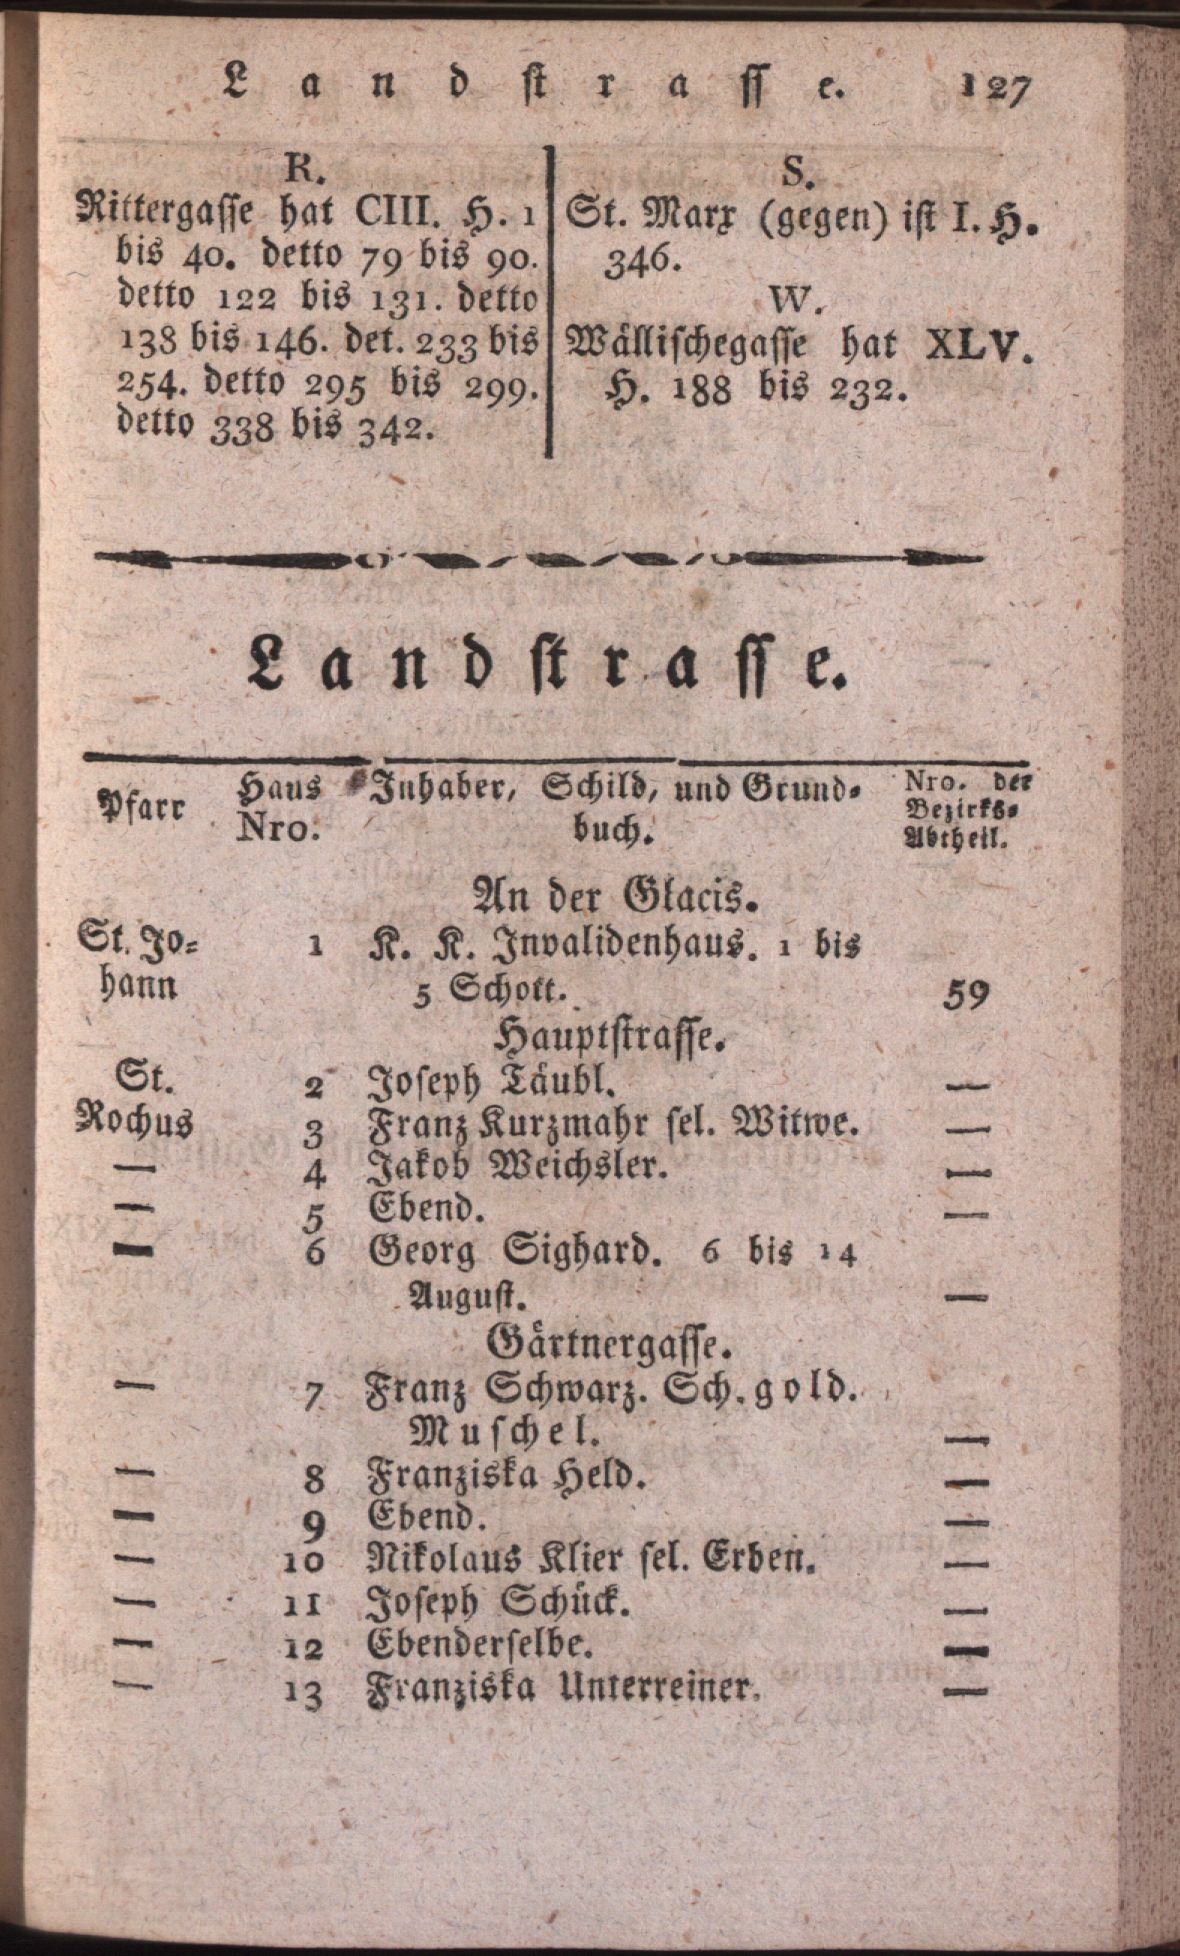 Landstrasse. 127
R.
Rittergasse hat CIII. H. 1
bis 40. detto 79 bis 90.
detto 122 bis 131. detto
138 bis 146. det. 233 bis
254. detto 295 bis 299.
detto 338 bis 342.
S.
St. Marx (gegen) ist I. H.
346.
W.
Wällischegasse hat XLV.
H. 188 bis 232.
Landstrasse.
Pfarr
Haus
Nro.
Inhaber, Schild, und Grund-
buch.
Nro. der
Bezirks-
Abtheil.
An der Glacis.
St. Jo- 1 K. K. Invalidenhaus. 1 bis
hann 5 Schott. 59
Hauptstrasse.
St. 2 Joseph Täubl. —
Rochus 3 Franz Kurzmahr sel. Witwe. —
— 4 Jakob Weichsler. —
— 5 Ebend. —
— 6 Georg Sighard. 6 bis 14
August. —
Gärtnergasse.
— 7 Franz Schwarz. Sch. gold.
Muschel. —
— 8 Franziska Held. —
— 9 Ebend. —
— 10 Nikolaus Klier sel. Erben. —
— 11 Joseph Schück. —
— 12 Ebenderselbe. —
— 13 Franziska Unterreiner. —